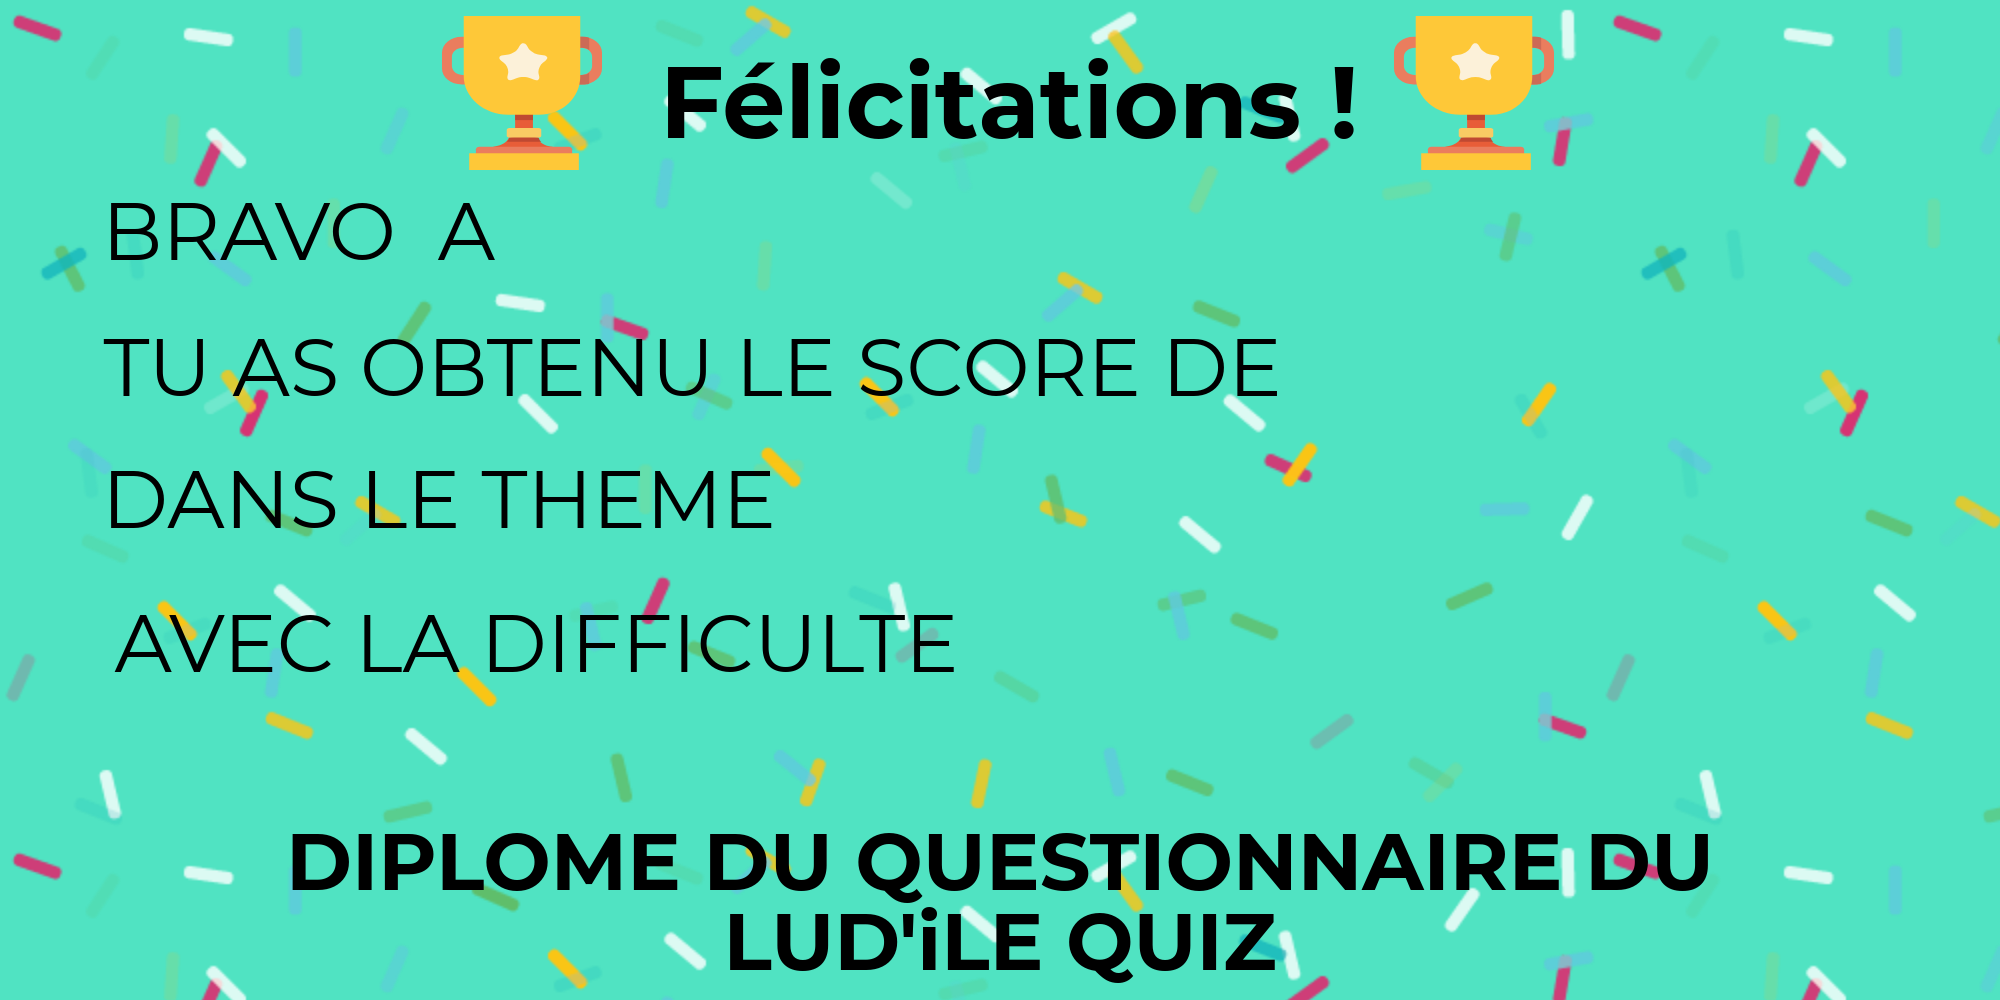 Félicitations !
BRAVO A
TU AS OBTENU LE SCORE DE
DANS LE THEME
AVEC LA DIFFICULTE
DIPLOME DU QUESTIONNAIRE DU
LUD'iLE QUIZ